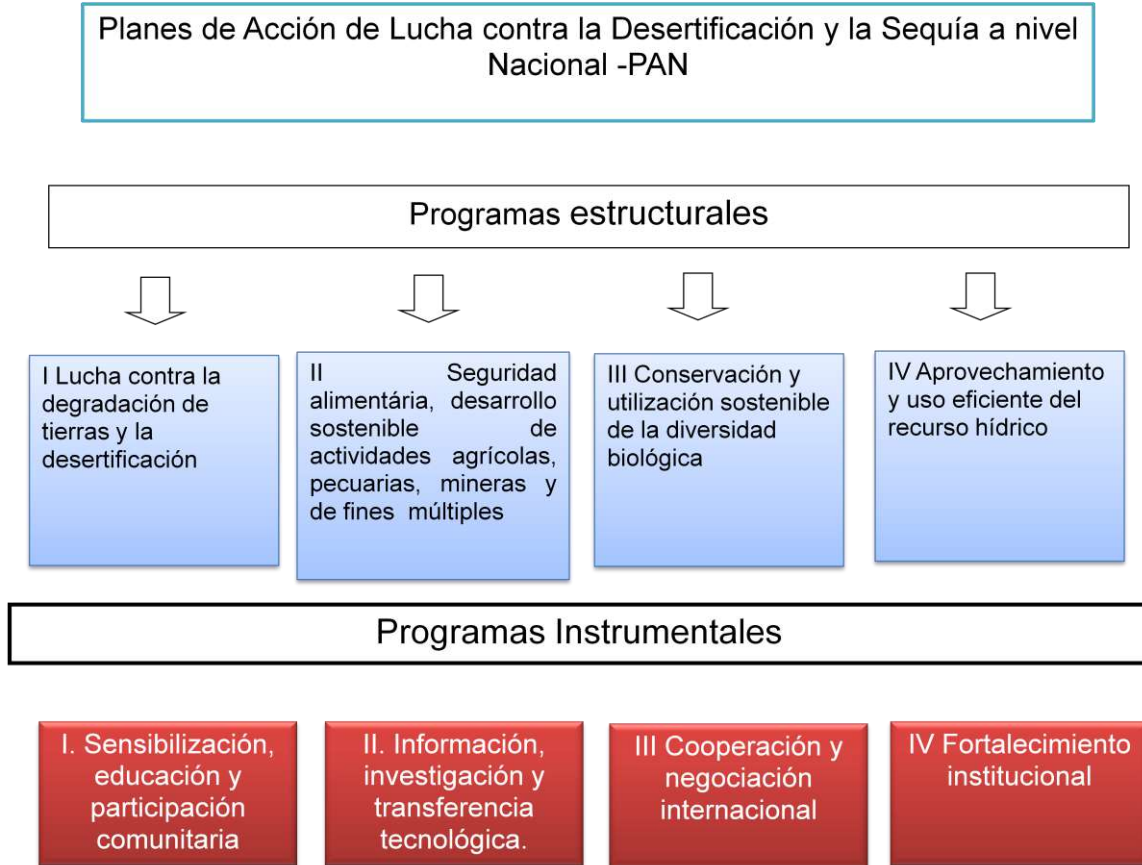 Planes de Acción de Lucha contra la Desertificación y la Sequía a nivel
Nacional -PAN
Programas estructurales
I Lucha contra la
degradación de
tierras y la
desertificación
II Seguridad
alimentária, desarrollo
sostenible de
actividades agrícolas,
pecuarias, mineras y
de fines múltiples
III Conservación y
utilización sostenible
de la diversidad
biológica
IV Aprovechamiento
y uso eficiente del
recurso hídrico
Programas Instrumentales
I. Sensibilización,
educación y
participación
comunitaria
II. Información,
investigación y
transferencia
tecnológica.
III Cooperación y
negociación
internacional
IV Fortalecimiento
institucional